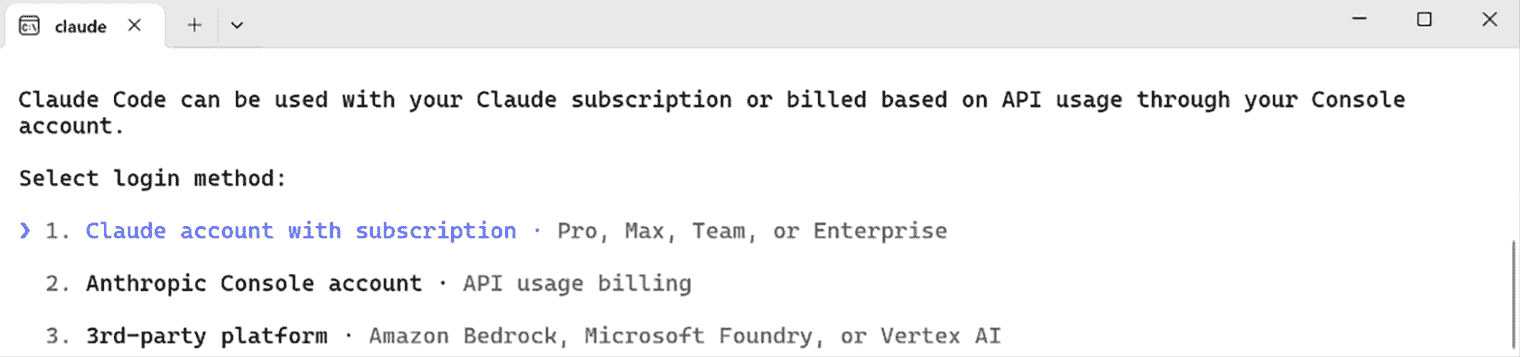 claude
Claude Code can be used with your Claude subscription or billed based on API usage through your Console
account.
Select login method:
❯ 1. Claude account with subscription · Pro, Max, Team, or Enterprise
2. Anthropic Console account · API usage billing
3. 3rd-party platform · Amazon Bedrock, Microsoft Foundry, or Vertex AI